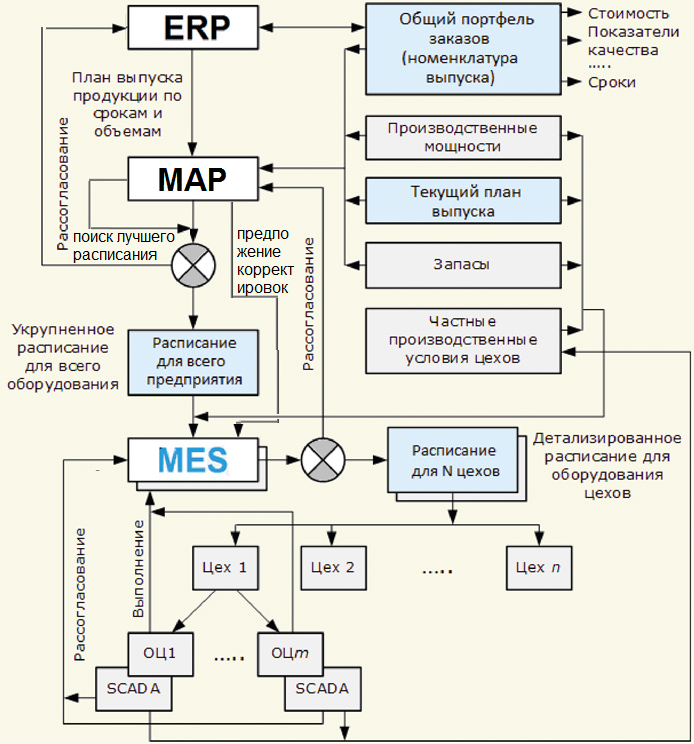 ERP
Общий портфель
заказов
(номенклатура
выпуска)
Стоимость
Показатели
качества
.....
Сроки
План выпуска
продукции по
срокам и
объемам
Рассогласование
Производственные
мощности
MAP
Текущий план
выпуска
поиск лучшего
расписания
предло
жение
коррект
ировок
Рассогласование
Запасы
Частные
производственные
условия цехов
Укрупненное
расписание
для всего
оборудования
Расписание
для всего
предприятия
MES
Расписание
для N цехов
Детализированное
расписание для
оборудования
цехов
Рассогласование
Выполнение
Цех 1
Цех 2
.....
Цех n
ОЦ1
.....
ОЦm
SCADA
SCADA